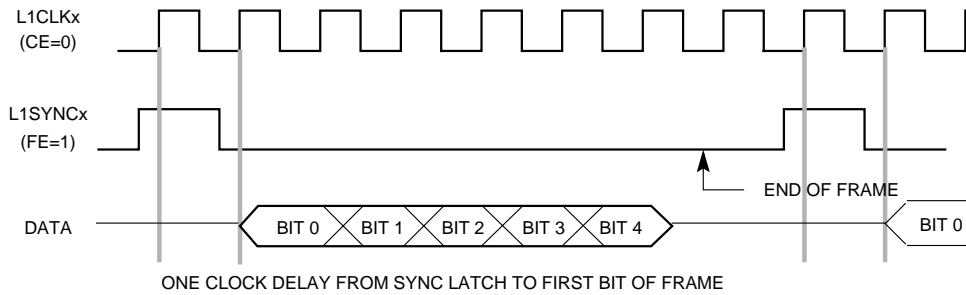 L1CLKx
(CE=0)
L1SYNCx
(FE=1)
END OF FRAME
DATA
BIT 0
BIT 1
BIT 2
BIT 3
BIT 4
BIT 0
ONE CLOCK DELAY FROM SYNC LATCH TO FIRST BIT OF FRAME